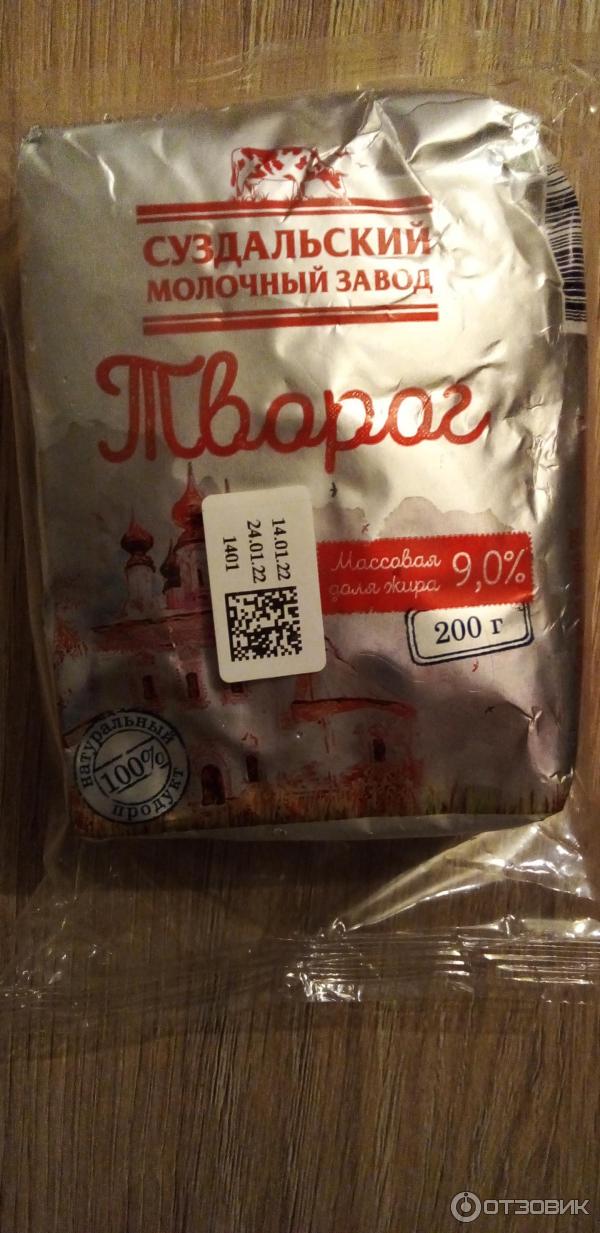 СУЗДАЛЬСКИЙ
МОЛОЧНЫЙ ЗАВОД
Творог
14.01.22
24.01.22
1401
Массовая
доля жира 9,0%
200 г
натуральный
100%
продукт
ОТЗОВИК